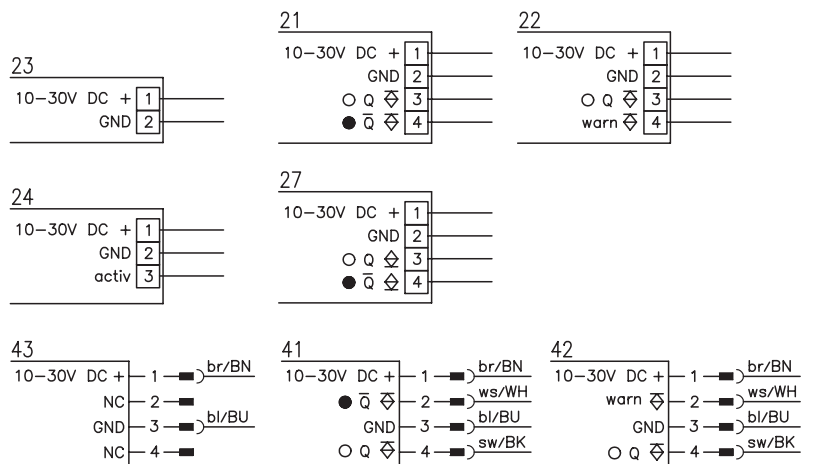 23
10–30V DC + 1
GND 2
21
10–30V DC + 1
GND 2
Q 3
Q̅ 4
22
10–30V DC + 1
GND 2
Q 3
warn 4
24
10–30V DC + 1
GND 2
activ 3
27
10–30V DC + 1
GND 2
Q 3
Q̅ 4
43
10–30V DC + 1 br/BN
NC 2
GND 3 bl/BU
NC 4
41
10–30V DC + 1 br/BN
Q̅ 2 ws/WH
GND 3 bl/BU
Q 4 sw/BK
42
10–30V DC + 1 br/BN
warn 2 ws/WH
GND 3 bl/BU
Q 4 sw/BK